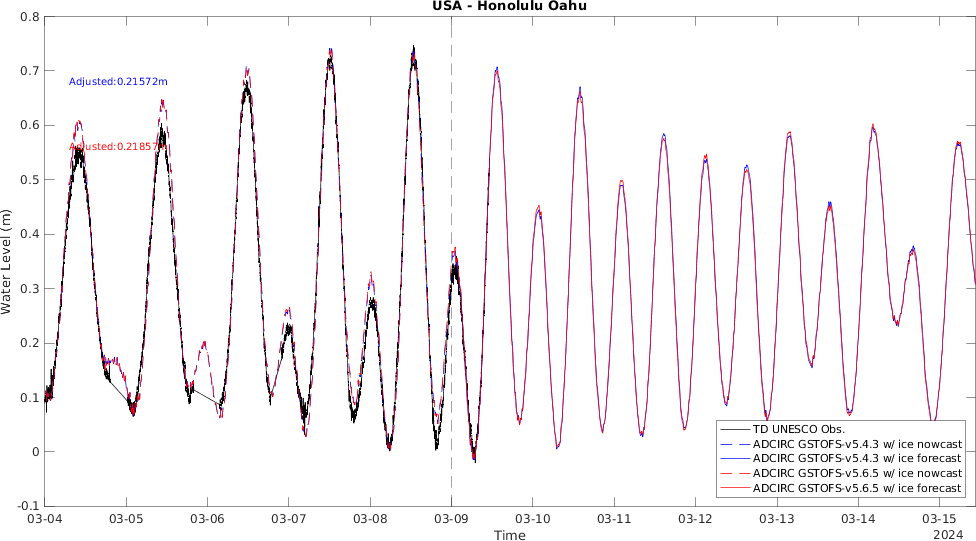 USA - Honolulu Oahu
0.8
0.7
0.6
0.5
0.4
0.3
0.2
0.1
0
-0.1
Water Level (m)
Adjusted:0.21572m
Adjusted:0.21857
03-04 03-05 03-06 03-07 03-08 03-09 03-10 03-11 03-12 03-13 03-14 03-15
Time
2024
TD UNESCO Obs.
ADCIRC GSTOFS-v5.4.3 w/ ice nowcast
ADCIRC GSTOFS-v5.4.3 w/ ice forecast
ADCIRC GSTOFS-v5.6.5 w/ ice nowcast
ADCIRC GSTOFS-v5.6.5 w/ ice forecast